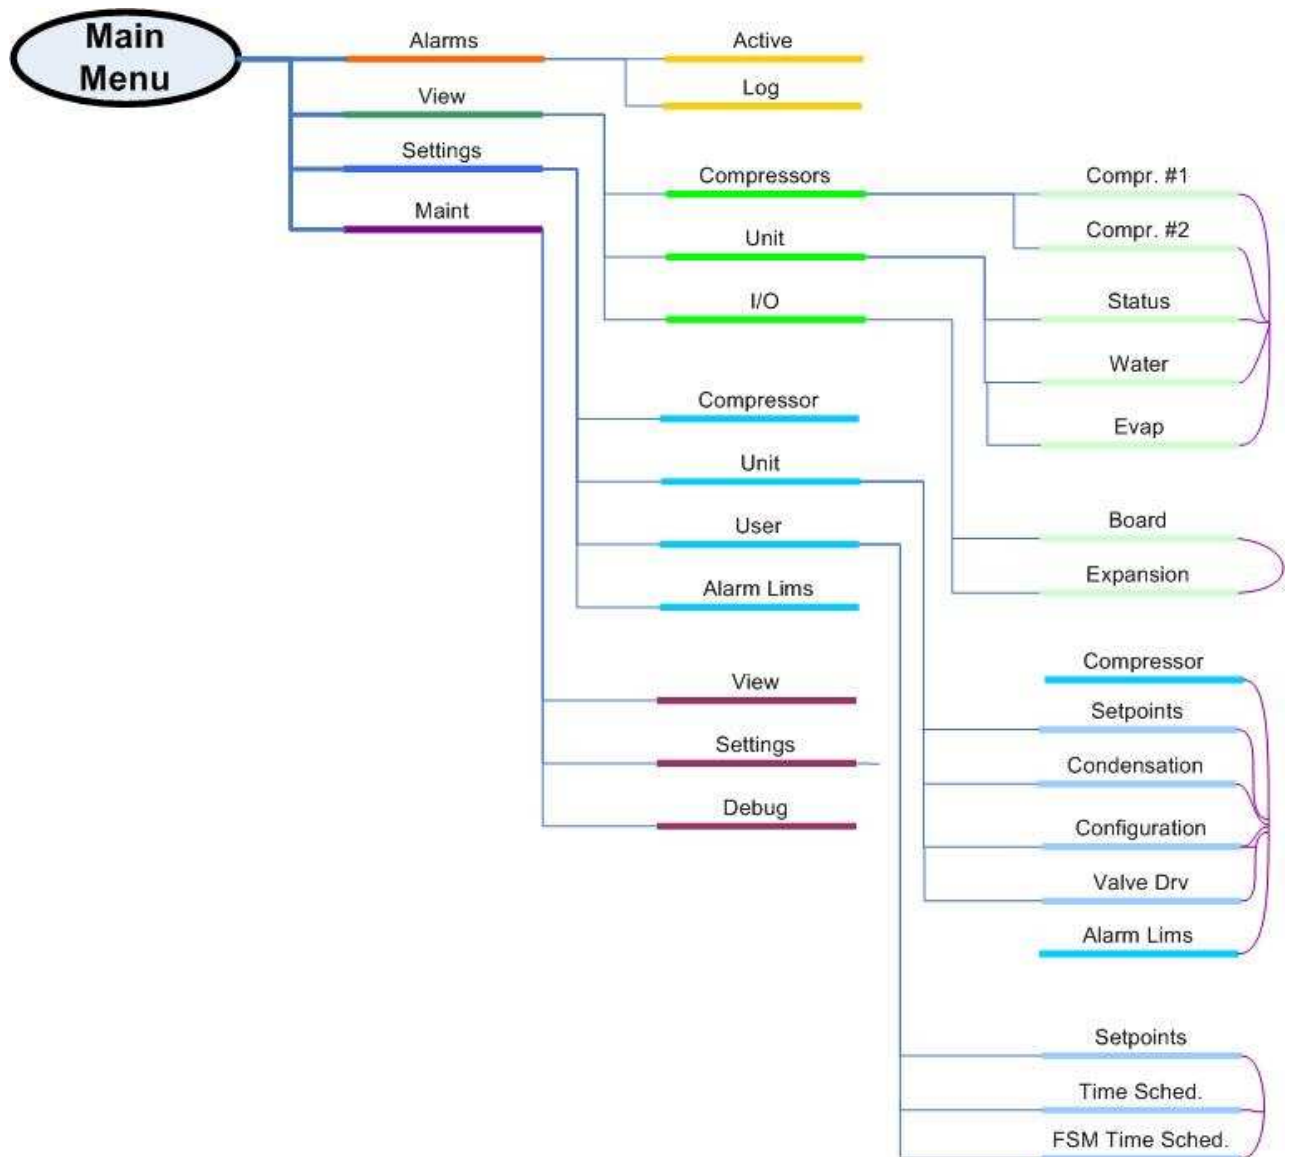 Main
Menu
Alarms
Active
Log
View
Settings
Maint
Compressors
Compr. #1
Compr. #2
Unit
Status
I/O
Water
Evap
Compressor
Unit
User
Alarm Lims
Board
Expansion
View
Settings
Debug
Compressor
Setpoints
Condensation
Configuration
Valve Drv
Alarm Lims
Setpoints
Time Sched.
FSM Time Sched.